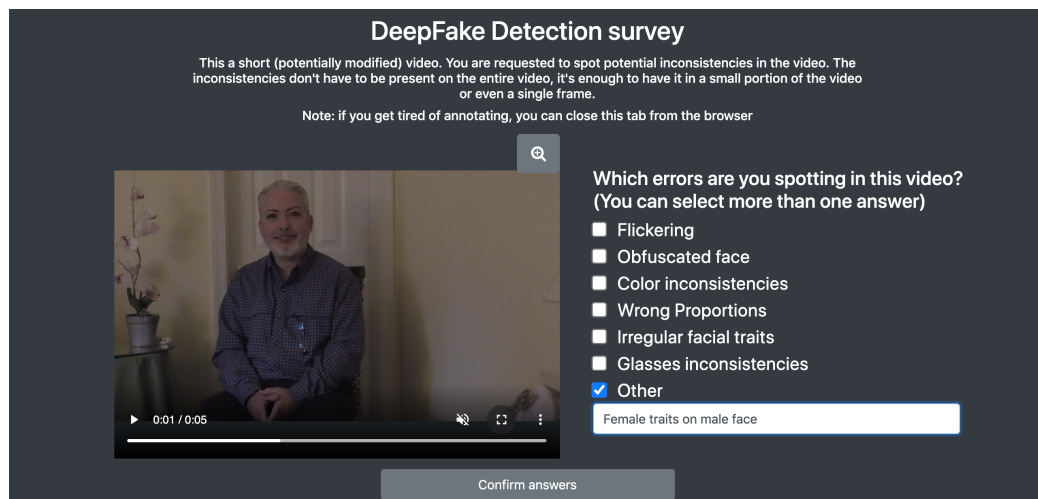 DeepFake Detection survey
This a short (potentially modified) video. You are requested to spot potential inconsistencies in the video. The
inconsistencies don't have to be present on the entire video, it's enough to have it in a small portion of the video
or even a single frame.
Note: if you get tired of annotating, you can close this tab from the browser
Which errors are you spotting in this video?
(You can select more than one answer)
Flickering
Obfuscated face
Color inconsistencies
Wrong Proportions
Irregular facial traits
Glasses inconsistencies
Other
Female traits on male face
0:01 / 0:05
Confirm answers